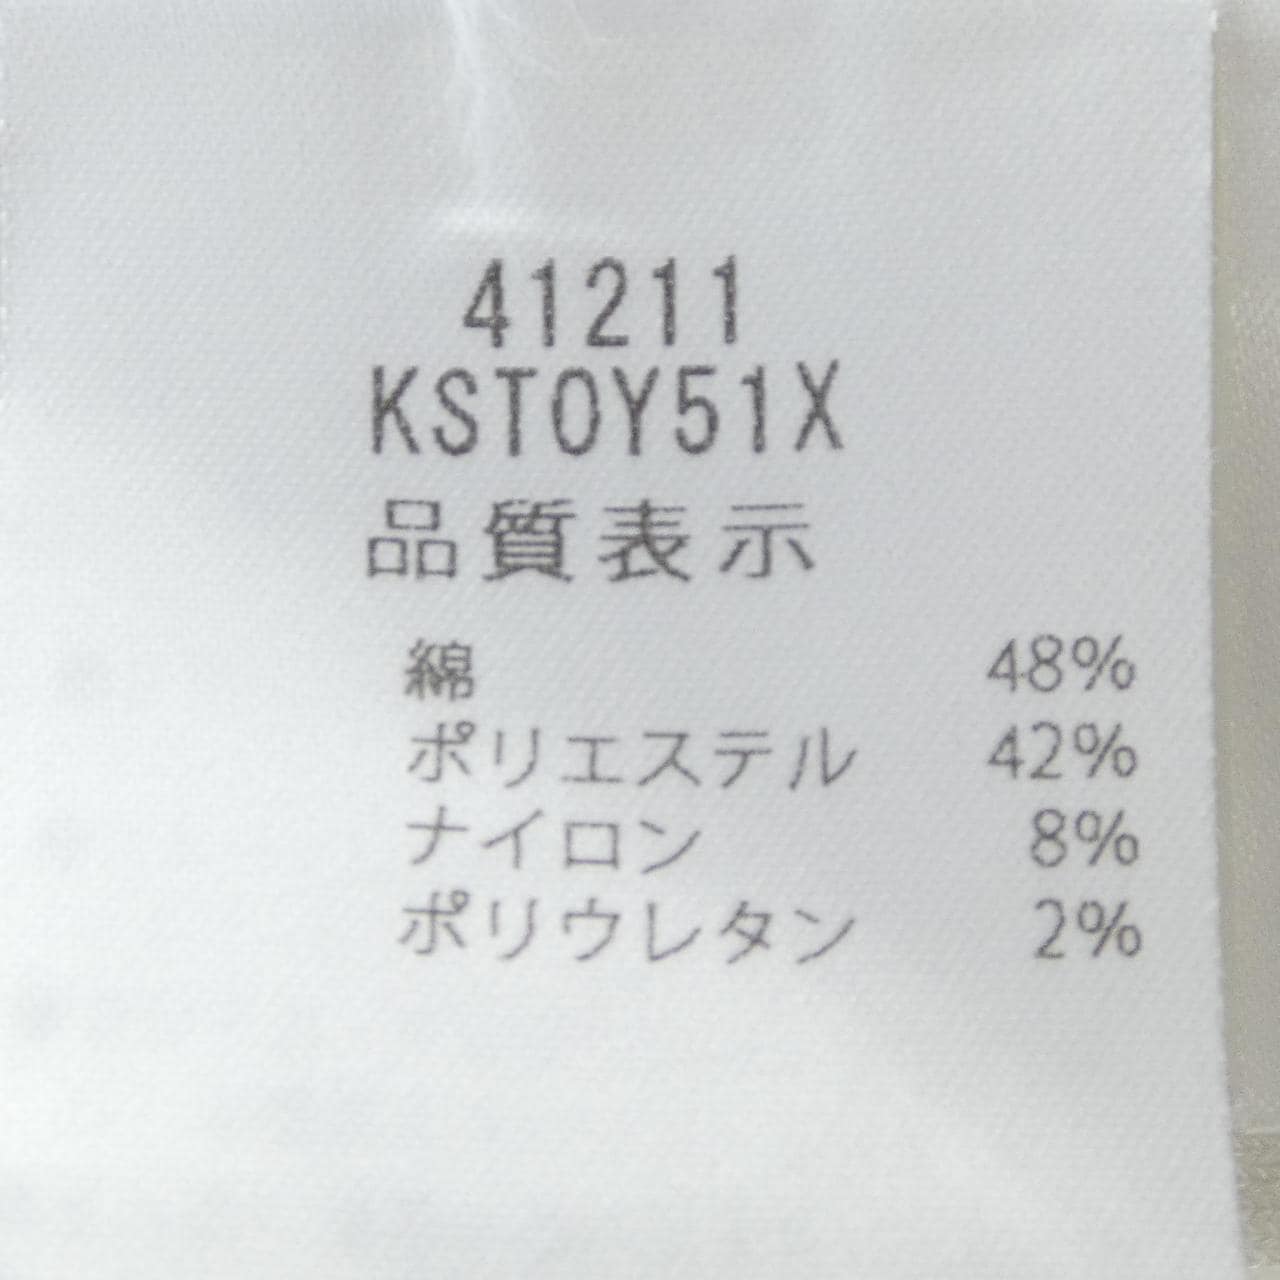 41211
KST0Y51X
品質表示
綿 48%
ポリエステル 42%
ナイロン 8%
ポリウレタン 2%